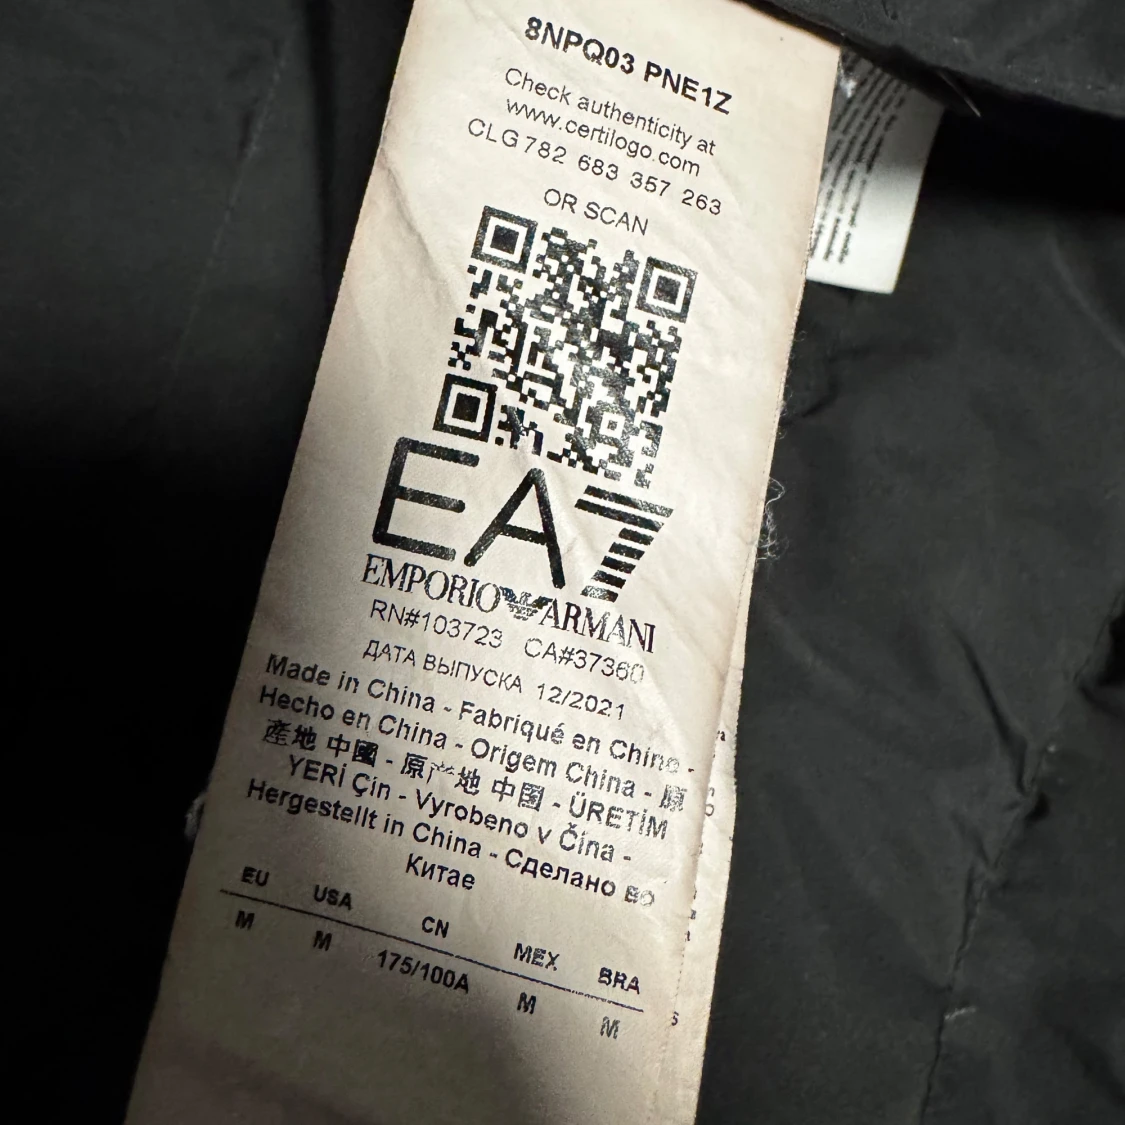 8NPQ03 PNE1Z
Check authenticity at
www.certilogo.com
CLG 782 683 357 263
OR SCAN
EA7
EMPORIO ARMANI
RN#103723 CA#37360
ДАТА ВЫПУСКА 12/2021
Made in China - Fabriqué en Chine -
Hecho en China - Origem China - 原
產地 中國 - 原产地 中国 - ÜRETİM
YERİ Çin - Vyrobeno v Čina -
Hergestellt in China - Сделано во
Китае
EU USA CN MEX BRA
M M 175/100A M M